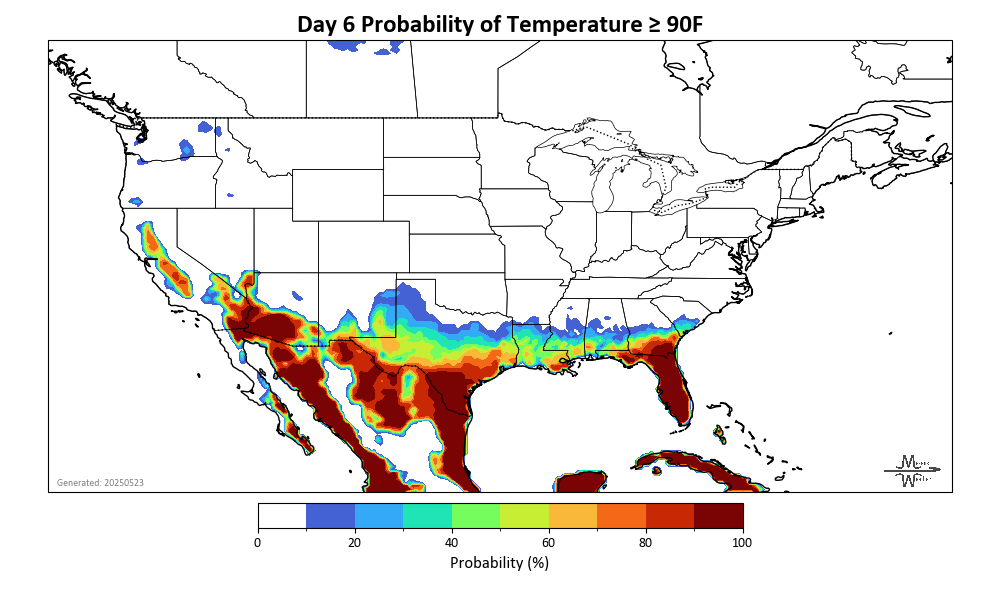 Day 6 Probability of Temperature ≥ 90F
Generated: 20250523
0 20 40 60 80 100
Probability (%)